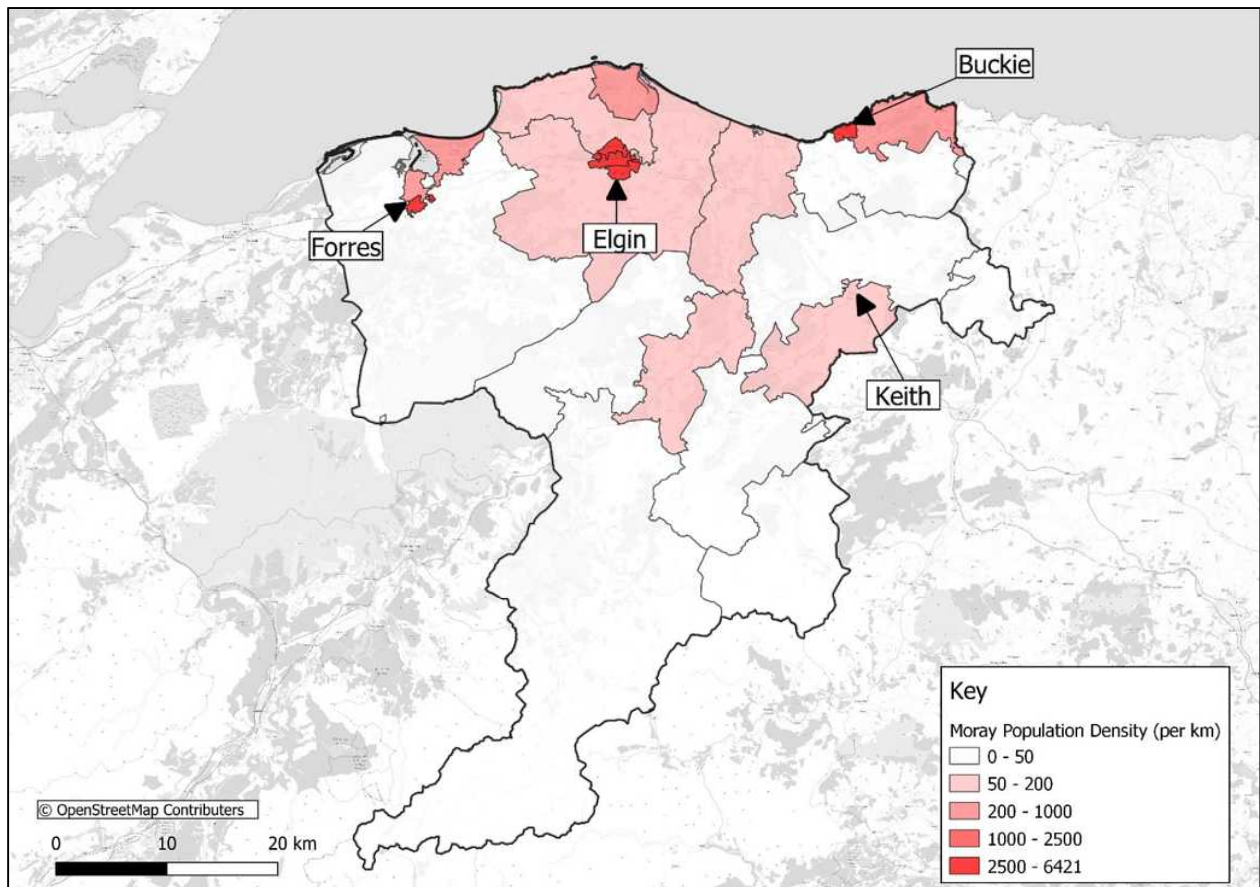 Buckie
Forres
Elgin
Keith
Key
Moray Population Density (per km)
0 - 50
50 - 200
200 - 1000
1000 - 2500
2500 - 6421
© OpenStreetMap Contributers
0 10 20 km